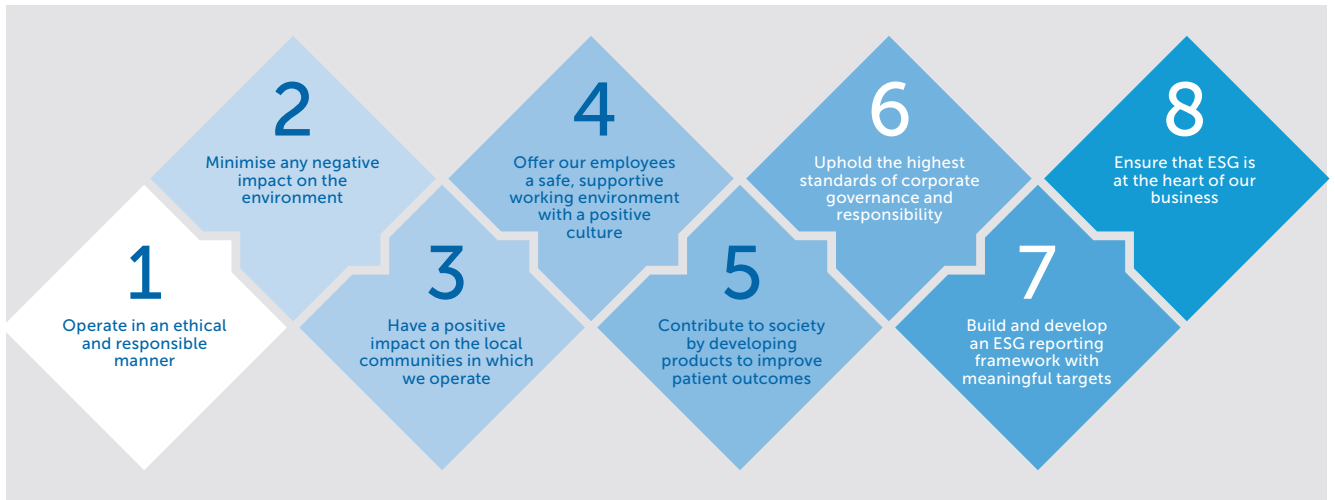 1
Operate in an ethical
and responsible
manner
2
Minimise any negative
impact on the
environment
3
Have a positive
impact on the local
communities in which
we operate
4
Offer our employees
a safe, supportive
working environment
with a positive
culture
5
Contribute to society
by developing
products to improve
patient outcomes
6
Uphold the highest
standards of corporate
governance and
responsibility
7
Build and develop
an ESG reporting
framework with
meaningful targets
8
Ensure that ESG is
at the heart of our
business